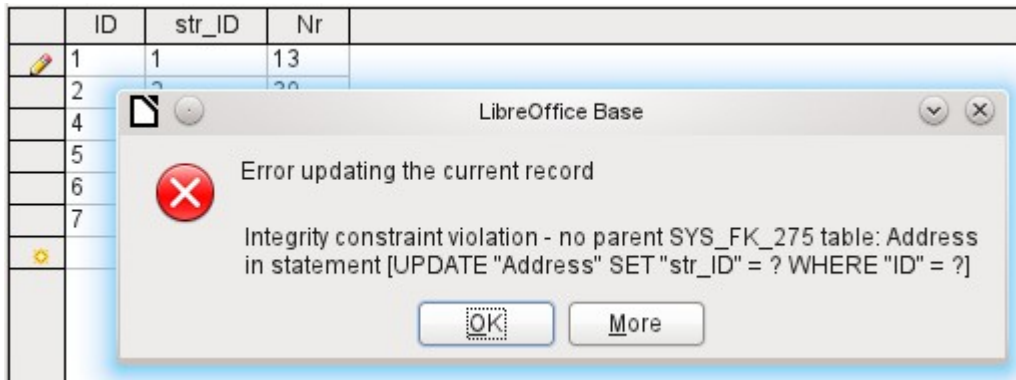 ID str_ID Nr
1 1 13
2
4
LibreOffice Base
5
Error updating the current record
6
7
Integrity constraint violation - no parent SYS_FK_275 table: Address
in statement [UPDATE "Address" SET "str_ID" = ? WHERE "ID" = ?]
OK More